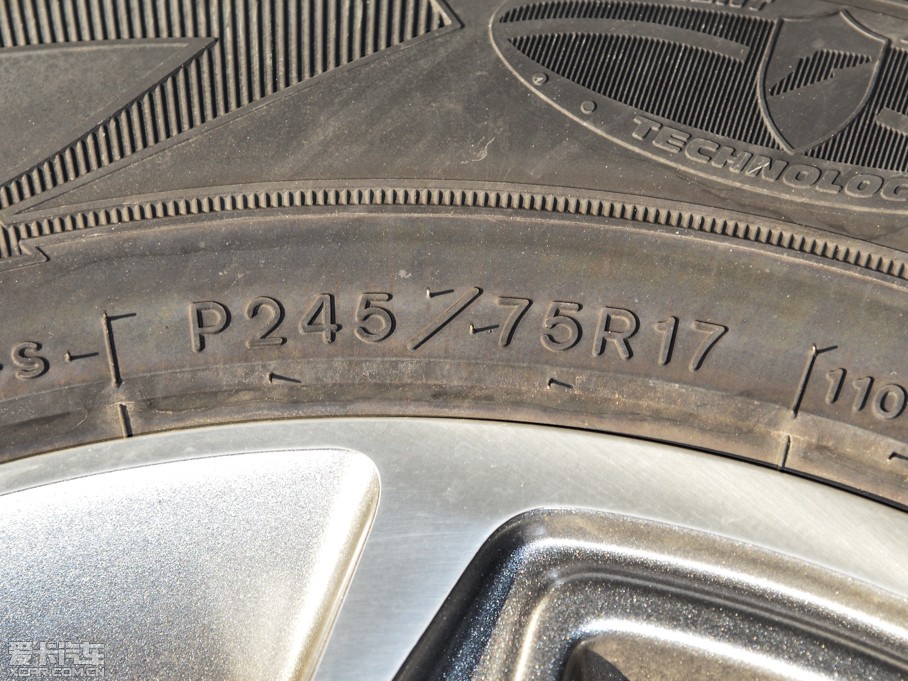 TECHNOLOG
S
P245/75R17
110
爱卡汽车
XCAR.COM.CN